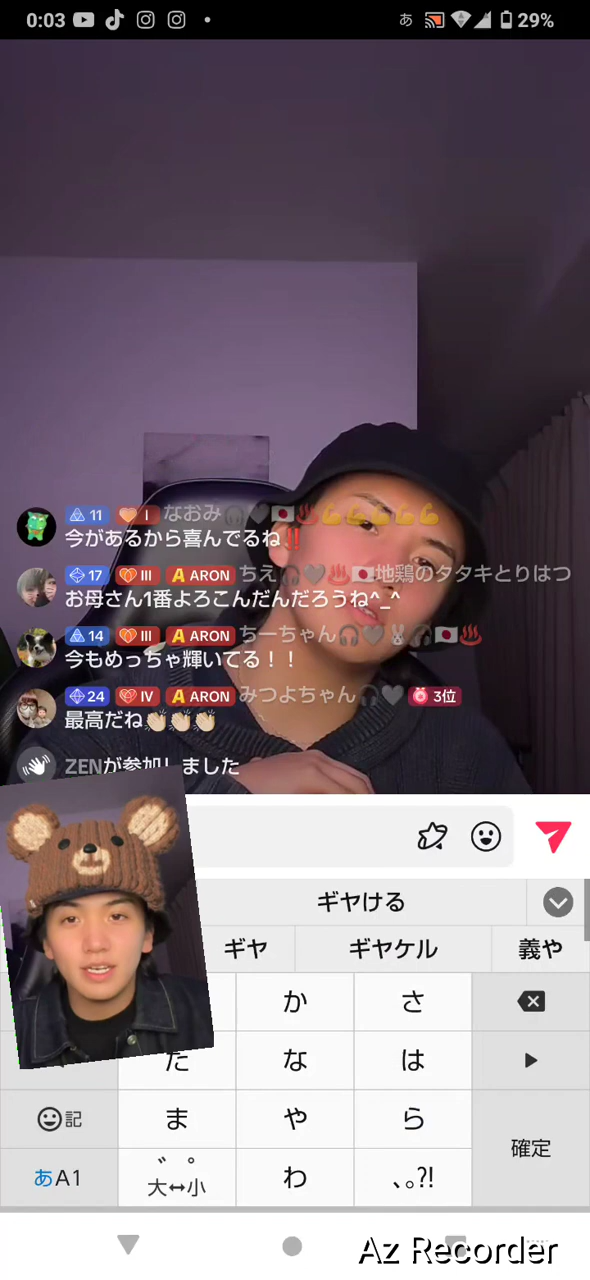 0:03 あ 29%
11 I なおみ
今があるから喜んでるね‼️
17 III A ARON ちえ 地鶏のタタキとりはつ
お母さん1番よろこんだんだろうね^_^
14 III A ARON ちーちゃん
今もめっちゃ輝いてる！！
24 IV A ARON みつよちゃん 3位
最高だね👏🏻👏🏻👏🏻
ZENが参加しました
ギヤける
ギヤ ギヤケル 義や
か さ
た な は
記 ま や ら 確定
あA1 大↔小 わ 、。?!
Az Recorder